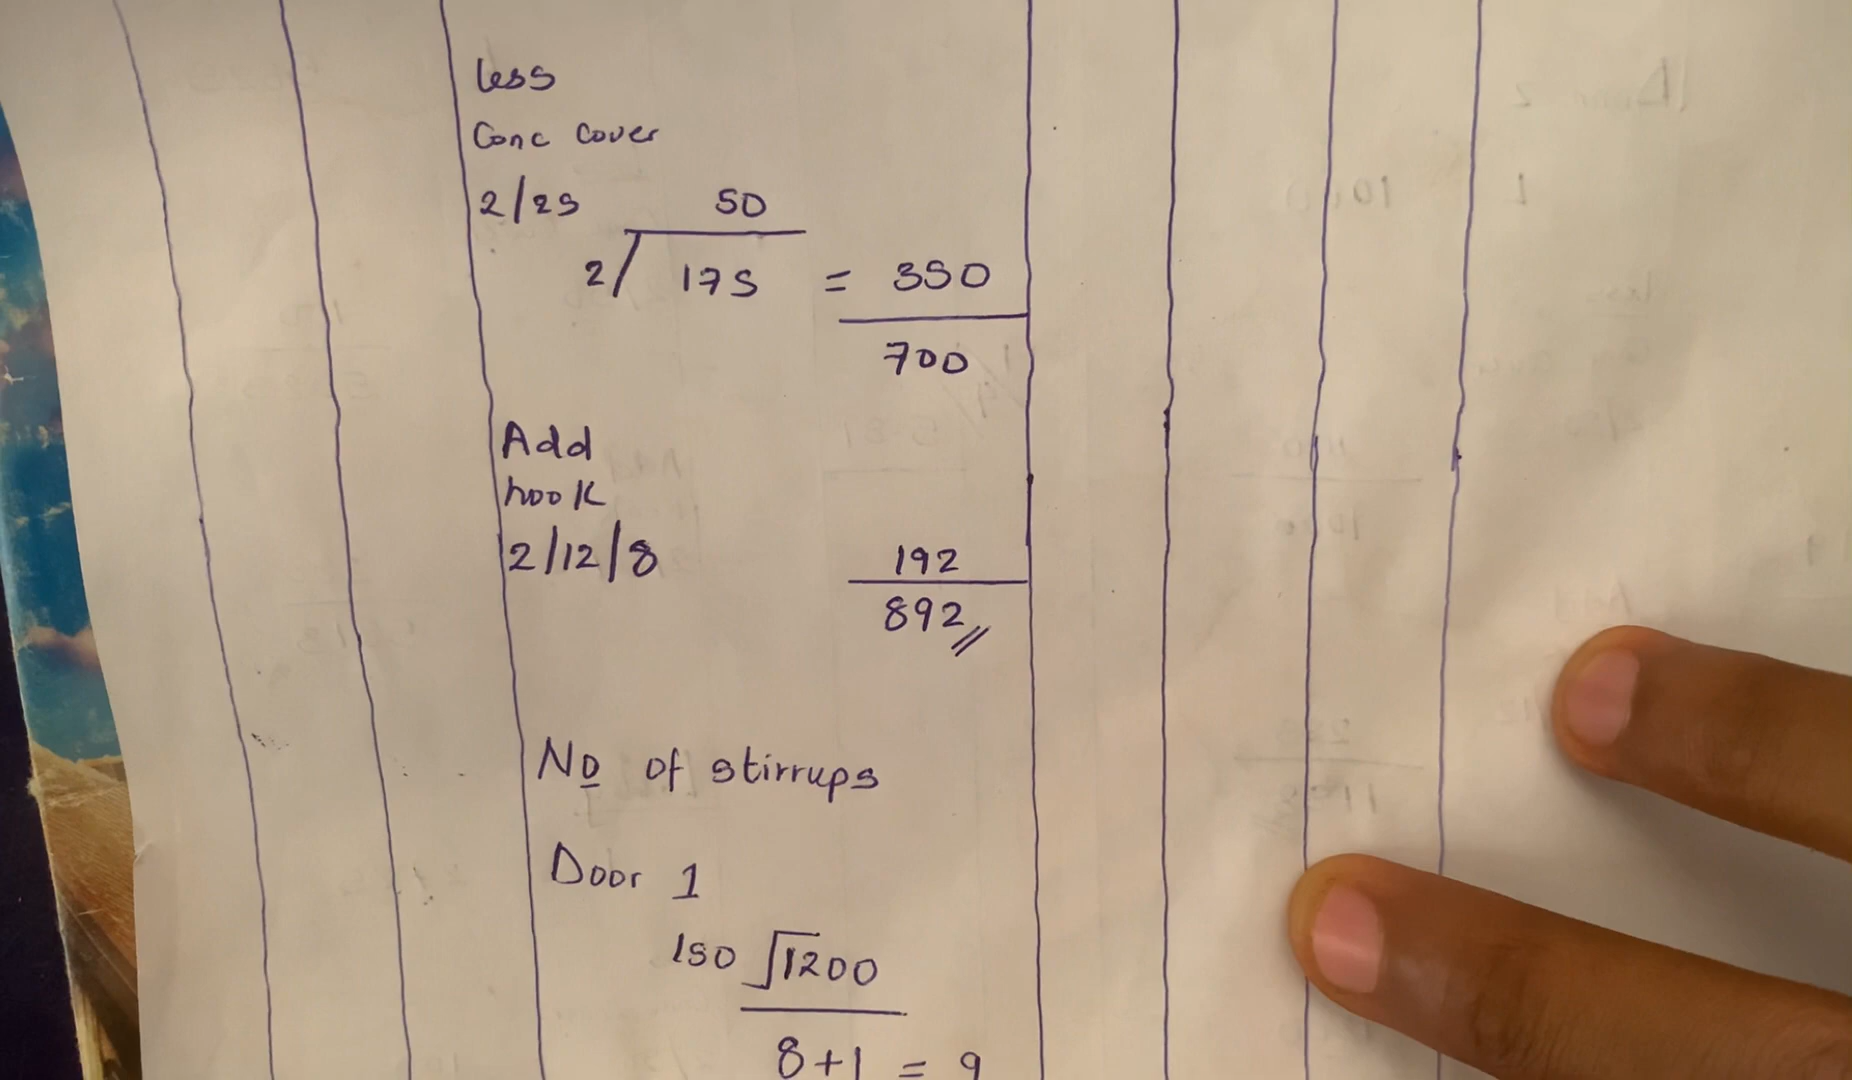 less
Conc cover
2/25 50
2/ 175 = 350
700
Add
hook
2/12/8 192
892
No of stirrups
Door 1
150 √1200
8+1 = 9